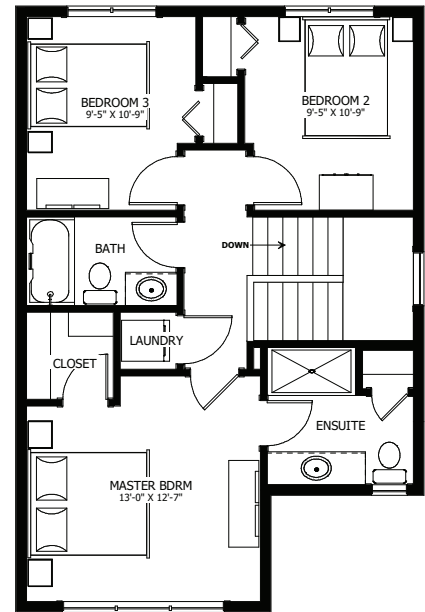 BEDROOM 3
9'-5" X 10'-9"
BEDROOM 2
9'-5" X 10'-9"
BATH
DOWN
LAUNDRY
CLOSET
ENSUITE
MASTER BDRM
13'-0" X 12'-7"